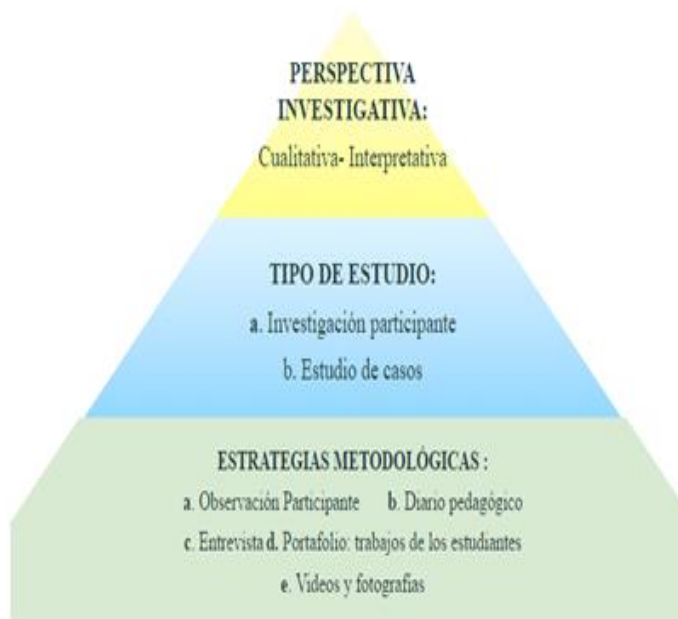 PERSPECTIVA
INVESTIGATIVA:
Cualitativa- Interpretativa
TIPO DE ESTUDIO:
a. Investigación participante
b. Estudio de casos
ESTRATEGIAS METODOLÓGICAS :
a. Observación Participante b. Diario pedagógico
c. Entrevista d. Portafolio: trabajos de los estudiantes
e. Videos y fotografías